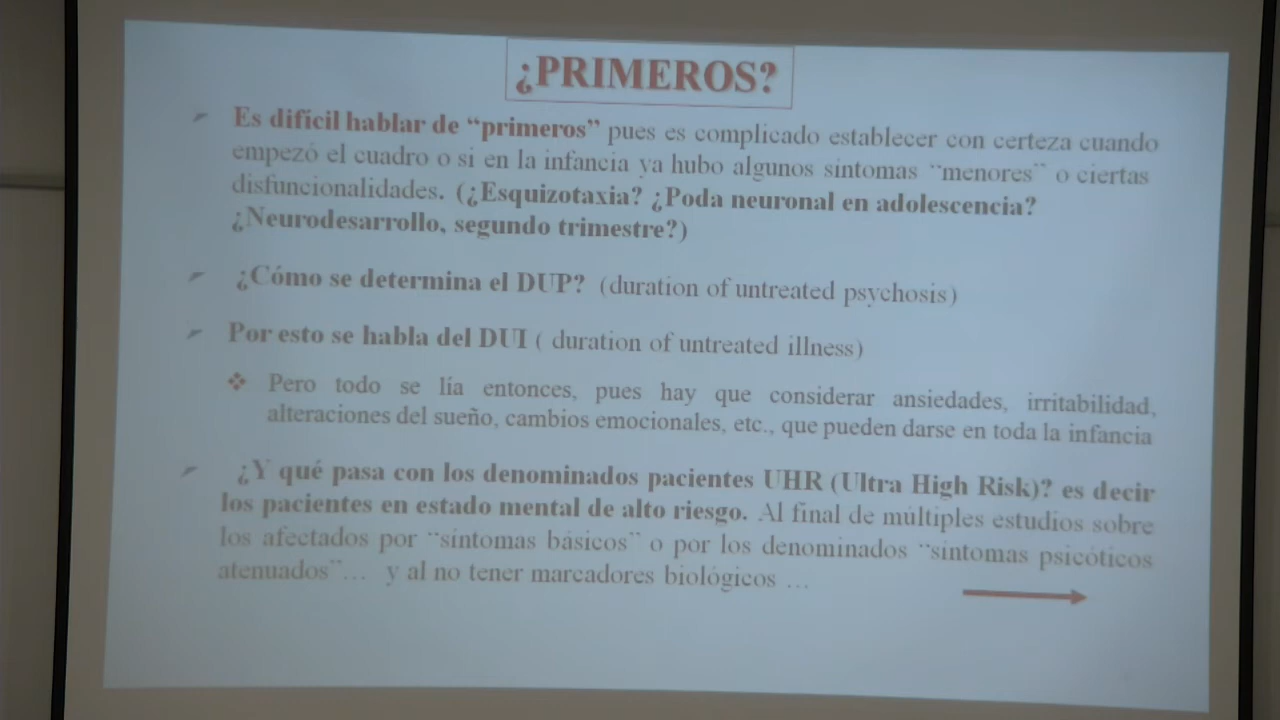 ¿PRIMEROS?
Es difícil hablar de “primeros” pues es complicado establecer con certeza cuando
empezó el cuadro o si en la infancia ya hubo algunos síntomas “menores” o ciertas
disfuncionalidades. (¿Esquizotaxia? ¿Poda neuronal en adolescencia?
¿Neurodesarrollo, segundo trimestre?)
¿Cómo se determina el DUP? (duration of untreated psychosis)
Por esto se habla del DUI ( duration of untreated illness)
Pero todo se lía entonces, pues hay que considerar ansiedades, irritabilidad,
alteraciones del sueño, cambios emocionales, etc., que pueden darse en toda la infancia
¿Y qué pasa con los denominados pacientes UHR (Ultra High Risk)? es decir
los pacientes en estado mental de alto riesgo. Al final de múltiples estudios sobre
los afectados por “síntomas básicos” o por los denominados “síntomas psicóticos
atenuados”… y al no tener marcadores biológicos …